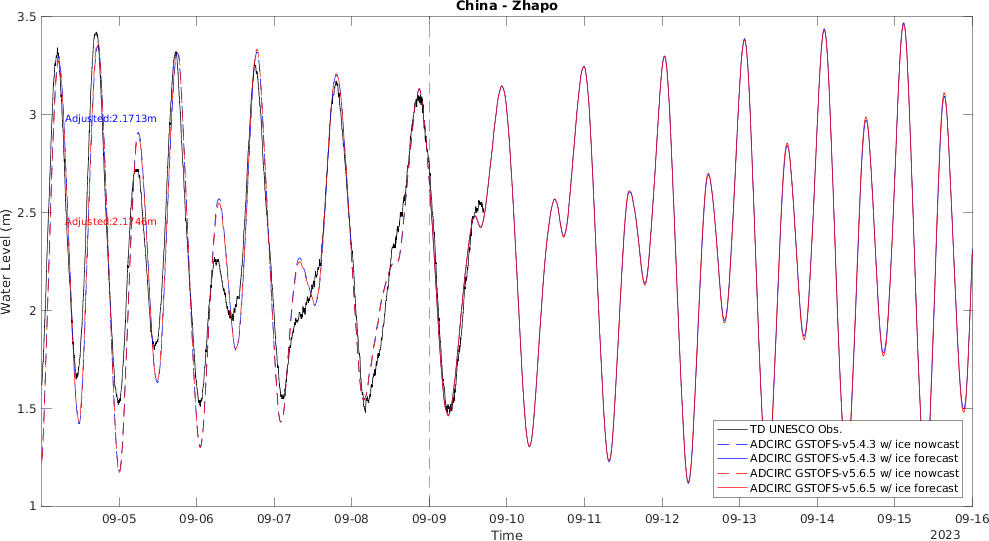 China - Zhapo
3.5
3
2.5
2
1.5
1
Water Level (m)
Adjusted:2.1713m
Adjusted:2.1746m
TD UNESCO Obs.
ADCIRC GSTOFS-v5.4.3 w/ ice nowcast
ADCIRC GSTOFS-v5.4.3 w/ ice forecast
ADCIRC GSTOFS-v5.6.5 w/ ice nowcast
ADCIRC GSTOFS-v5.6.5 w/ ice forecast
09-05 09-06 09-07 09-08 09-09 09-10 09-11 09-12 09-13 09-14 09-15 09-16
Time
2023